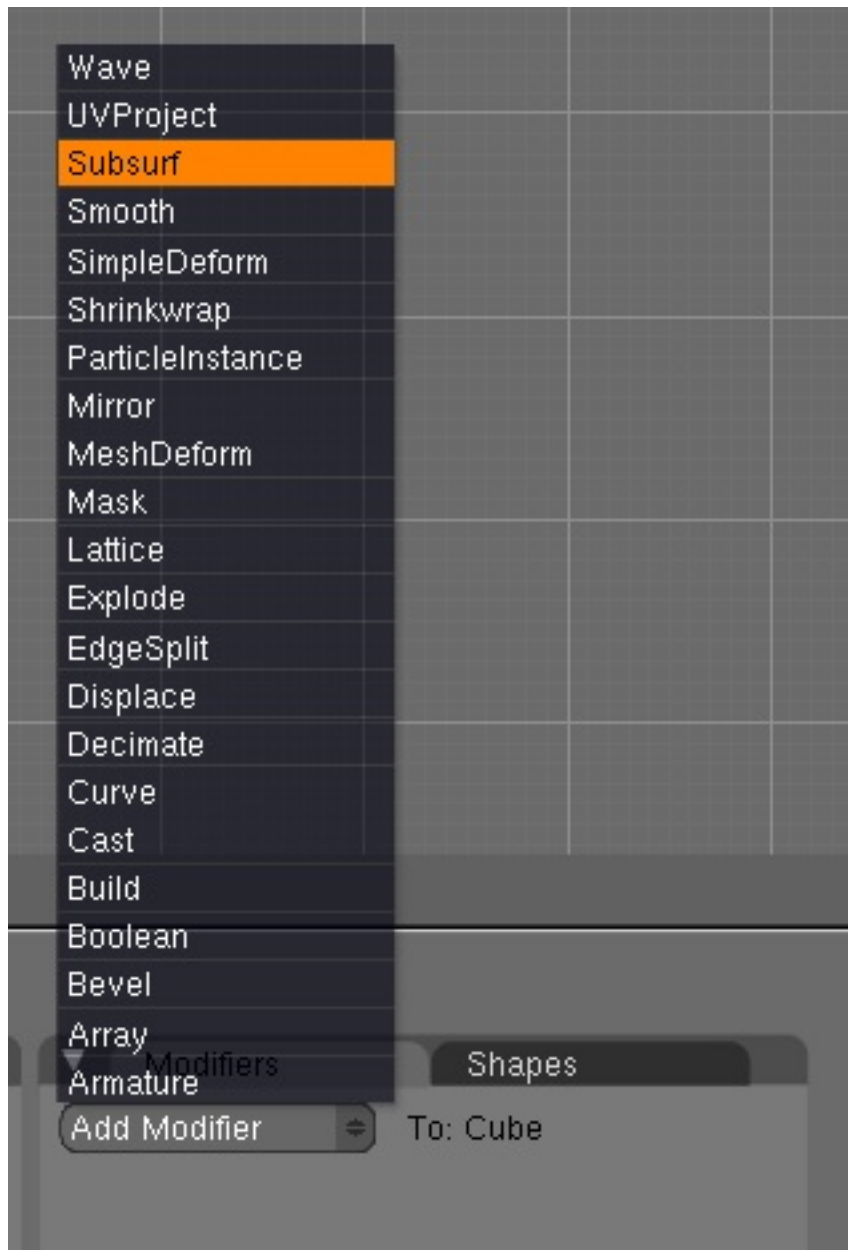 Wave
UVProject
Subsurf
Smooth
SimpleDeform
Shrinkwrap
ParticleInstance
Mirror
MeshDeform
Mask
Lattice
Explode
EdgeSplit
Displace
Decimate
Curve
Cast
Build
Boolean
Bevel
Array
Modifiers Shapes
Armature
Add Modifier To: Cube